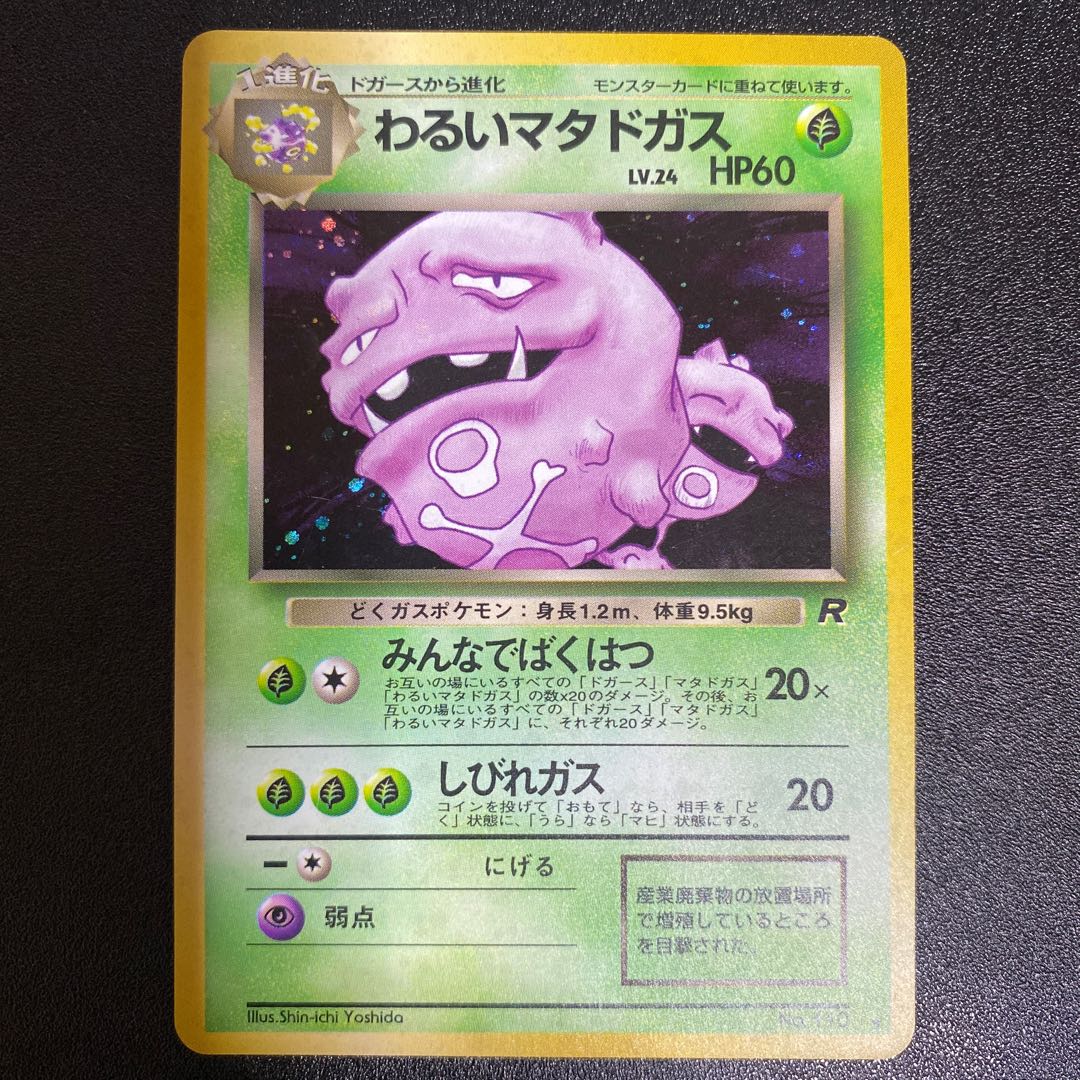 1進化
ドガースから進化
モンスターカードに重ねて使います。
わるいマタドガス
LV.24 HP60
どくガスポケモン：身長1.2m、体重9.5kg
R
みんなでばくはつ
お互いの場にいるすべての「ドガース」「マタドガス」
「わるいマタドガス」の数x20のダメージ。その後、お
互いの場にいるすべての「ドガース」「マタドガス」
「わるいマタドガス」に、それぞれ20ダメージ。
20×
しびれガス
コインを投げて「おもて」なら、相手を「ど
く」状態に、「うら」なら「マヒ」状態にする。
20
にげる
弱点
産業廃棄物の放置場所
で増殖しているところ
を目撃された。
Illus.Shin-ichi Yoshida